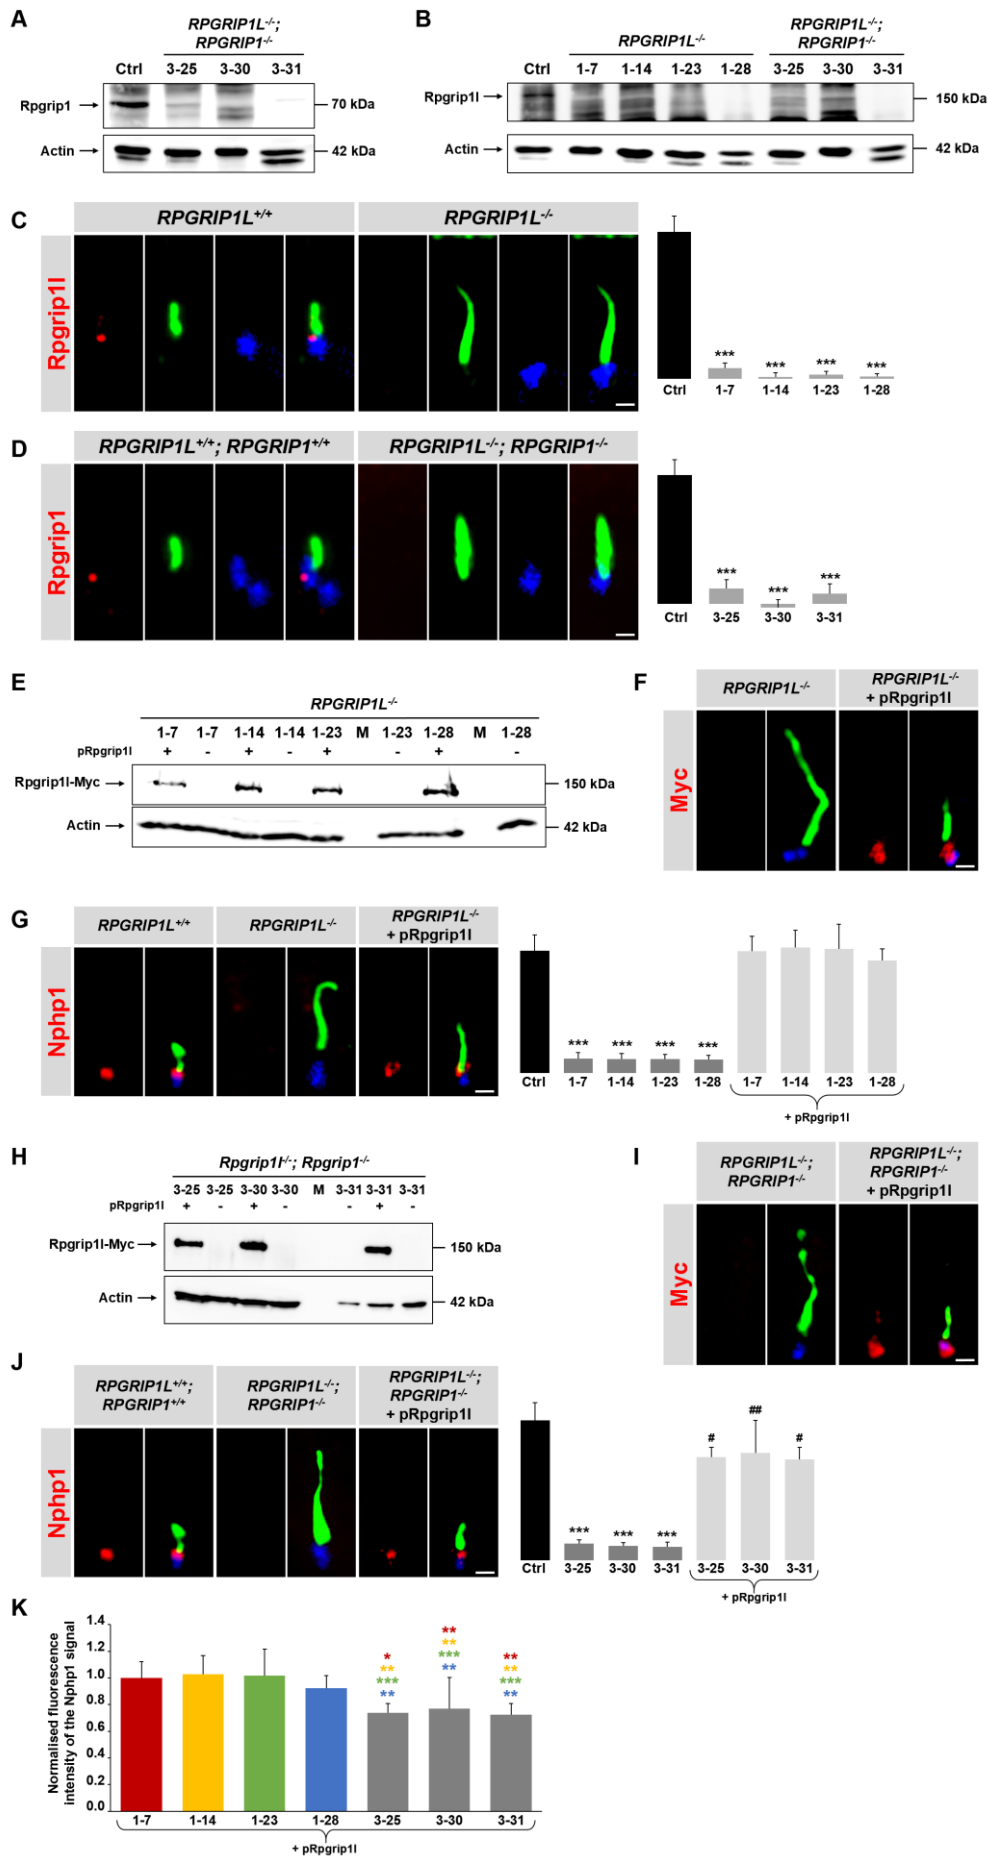 A
RPGRIP1L-/-;
RPGRIP1-/-
Ctrl 3-25 3-30 3-31
Rpgrip1
70 kDa
Actin
42 kDa
B
RPGRIP1L-/-
RPGRIP1L-/-;
RPGRIP1-/-
Ctrl 1-7 1-14 1-23 1-28 3-25 3-30 3-31
Rpgrip1l
150 kDa
Actin
42 kDa
C
RPGRIP1L+/+ RPGRIP1L-/-
Rpgrip1l
*** *** *** ***
Ctrl 1-7 1-14 1-23 1-28
D
RPGRIP1L+/+; RPGRIP1+/+ RPGRIP1L-/-; RPGRIP1-/-
Rpgrip1
*** *** ***
Ctrl 3-25 3-30 3-31
E
RPGRIP1L-/-
1-7 1-7 1-14 1-14 1-23 M 1-23 1-28 M 1-28
pRpgrip1l + - + - + - + -
Rpgrip1l-Myc
150 kDa
Actin
42 kDa
F
RPGRIP1L-/-
RPGRIP1L-/-
+ pRpgrip1l
Myc
G
RPGRIP1L+/+
RPGRIP1L-/-
RPGRIP1L-/-
+ pRpgrip1l
Nphp1
*** *** *** ***
Ctrl 1-7 1-14 1-23 1-28 1-7 1-14 1-23 1-28
+ pRpgrip1l
H
Rpgrip1l-/-; Rpgrip1-/-
3-25 3-25 3-30 3-30 M 3-31 3-31 3-31
pRpgrip1l + - + - - + -
Rpgrip1l-Myc
150 kDa
Actin
42 kDa
I
RPGRIP1L-/-;
RPGRIP1-/-
RPGRIP1L-/-;
RPGRIP1-/-
+ pRpgrip1l
Myc
J
RPGRIP1L+/+;
RPGRIP1+/+
RPGRIP1L-/-;
RPGRIP1-/-
RPGRIP1L-/-;
RPGRIP1-/-
+ pRpgrip1l
Nphp1
*** *** *** # ## #
Ctrl 3-25 3-30 3-31 3-25 3-30 3-31
+ pRpgrip1l
K
Normalised fluorescence
intensity of the Nphp1 signal
1.4
1.2
1.0
0.8
0.6
0.4
0.2
0.0
* ** **
** ** **
*** *** ***
** ** **
1-7 1-14 1-23 1-28 3-25 3-30 3-31
+ pRpgrip1l